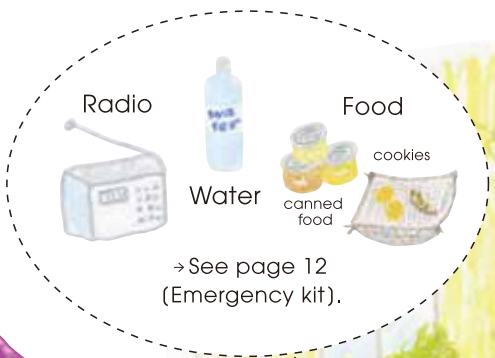 Radio
Water
Food
cookies
canned
food
→See page 12
(Emergency kit).